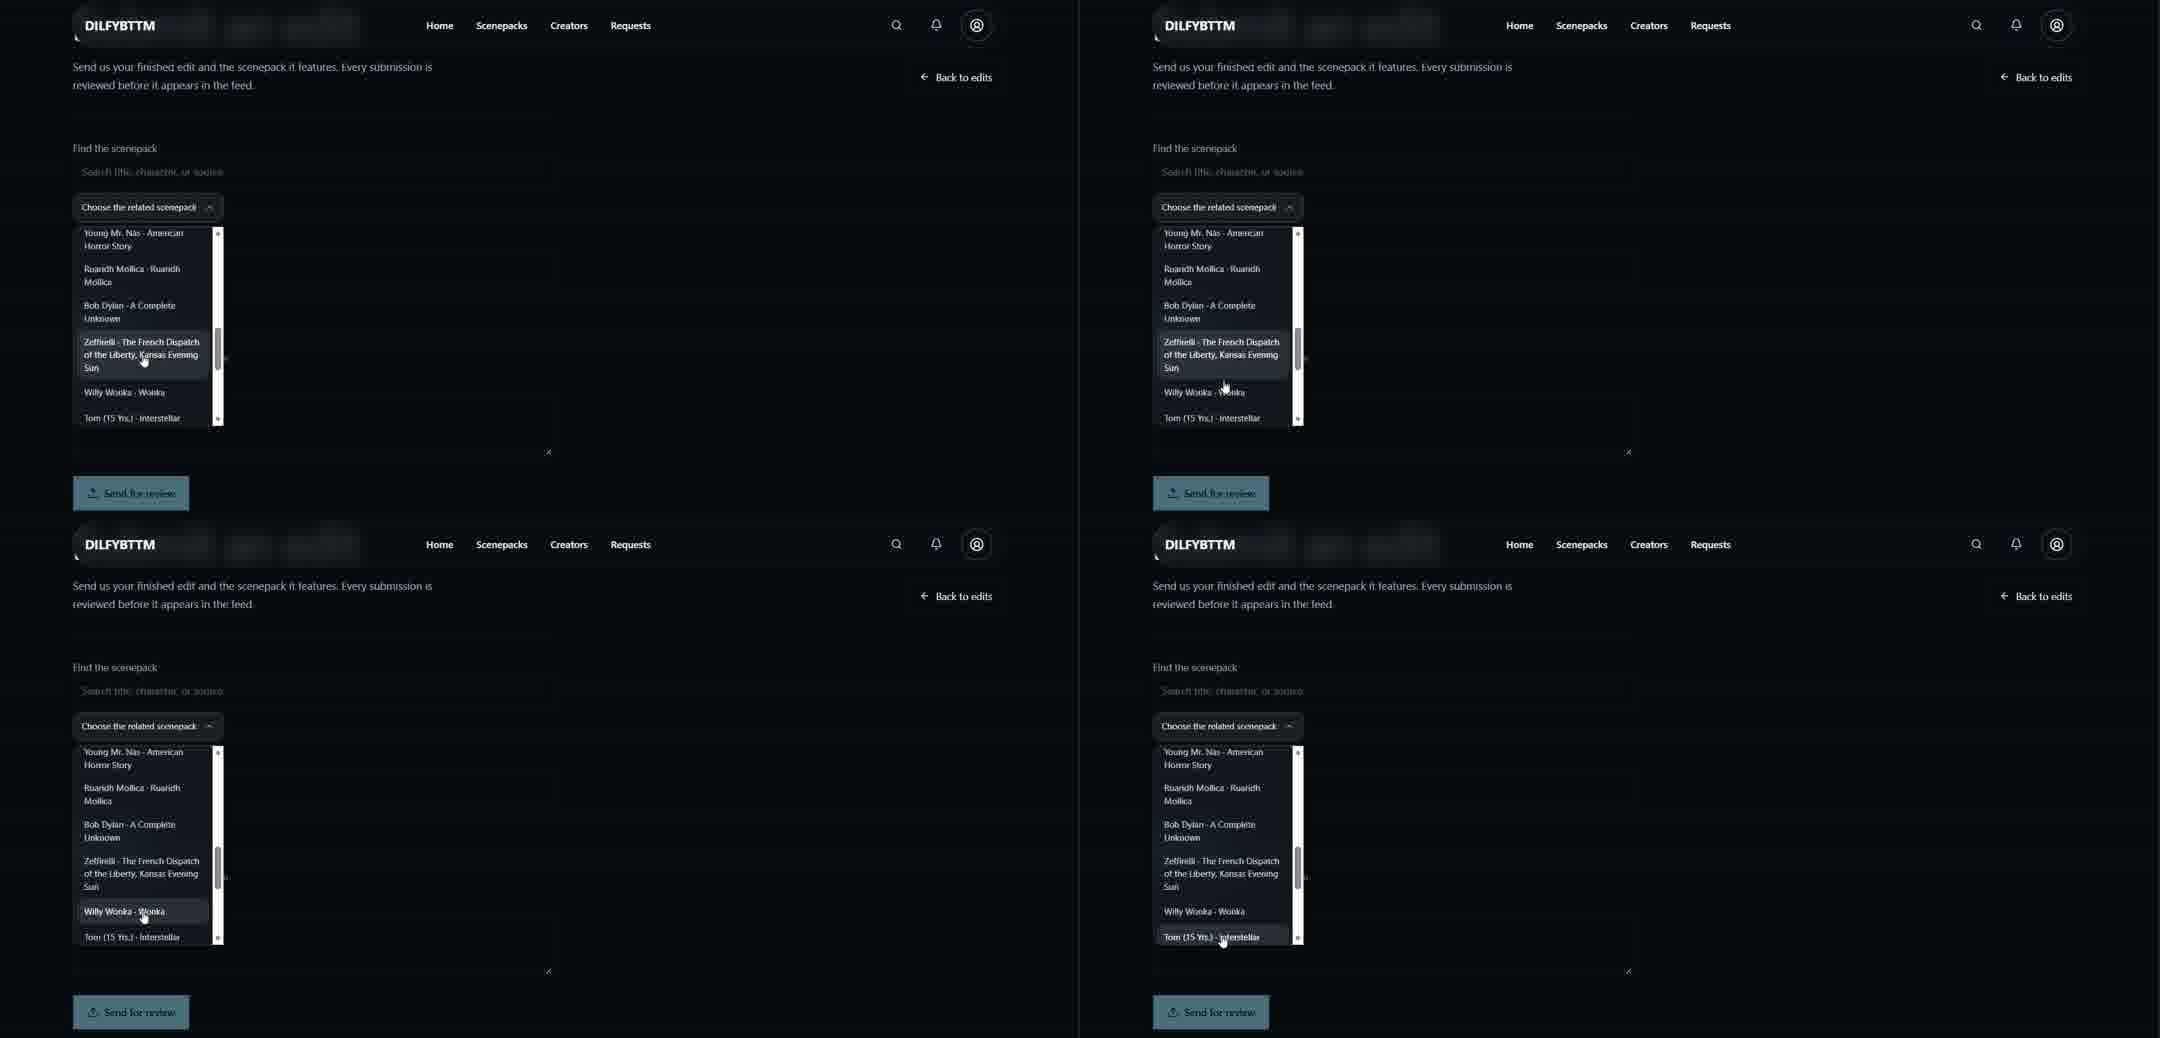 DILFYBTTM Home Scenepacks Creators Requests
Send us your finished edit and the scenepack it features. Every submission is
reviewed before it appears in the feed.
Back to edits
Find the scenepack
Search title, character, or source
Choose the related scenepack
Young Mr. Nas - American
Horror Story
Ruaridh Mollica - Ruaridh
Mollica
Bob Dylan - A Complete
Unknown
Zeffirelli - The French Dispatch
of the Liberty, Kansas Evening
Sun
Willy Wonka - Wonka
Tom (15 Yrs.) - Interstellar
Send for review
DILFYBTTM Home Scenepacks Creators Requests
Send us your finished edit and the scenepack it features. Every submission is
reviewed before it appears in the feed.
Back to edits
Find the scenepack
Search title, character, or source
Choose the related scenepack
Young Mr. Nas - American
Horror Story
Ruaridh Mollica - Ruaridh
Mollica
Bob Dylan - A Complete
Unknown
Zeffirelli - The French Dispatch
of the Liberty, Kansas Evening
Sun
Willy Wonka - Wonka
Tom (15 Yrs.) - Interstellar
Send for review
DILFYBTTM Home Scenepacks Creators Requests
Send us your finished edit and the scenepack it features. Every submission is
reviewed before it appears in the feed.
Back to edits
Find the scenepack
Search title, character, or source
Choose the related scenepack
Young Mr. Nas - American
Horror Story
Ruaridh Mollica - Ruaridh
Mollica
Bob Dylan - A Complete
Unknown
Zeffirelli - The French Dispatch
of the Liberty, Kansas Evening
Sun
Willy Wonka - Wonka
Tom (15 Yrs.) - Interstellar
Send for review
DILFYBTTM Home Scenepacks Creators Requests
Send us your finished edit and the scenepack it features. Every submission is
reviewed before it appears in the feed.
Back to edits
Find the scenepack
Search title, character, or source
Choose the related scenepack
Young Mr. Nas - American
Horror Story
Ruaridh Mollica - Ruaridh
Mollica
Bob Dylan - A Complete
Unknown
Zeffirelli - The French Dispatch
of the Liberty, Kansas Evening
Sun
Willy Wonka - Wonka
Tom (15 Yrs.) - Interstellar
Send for review